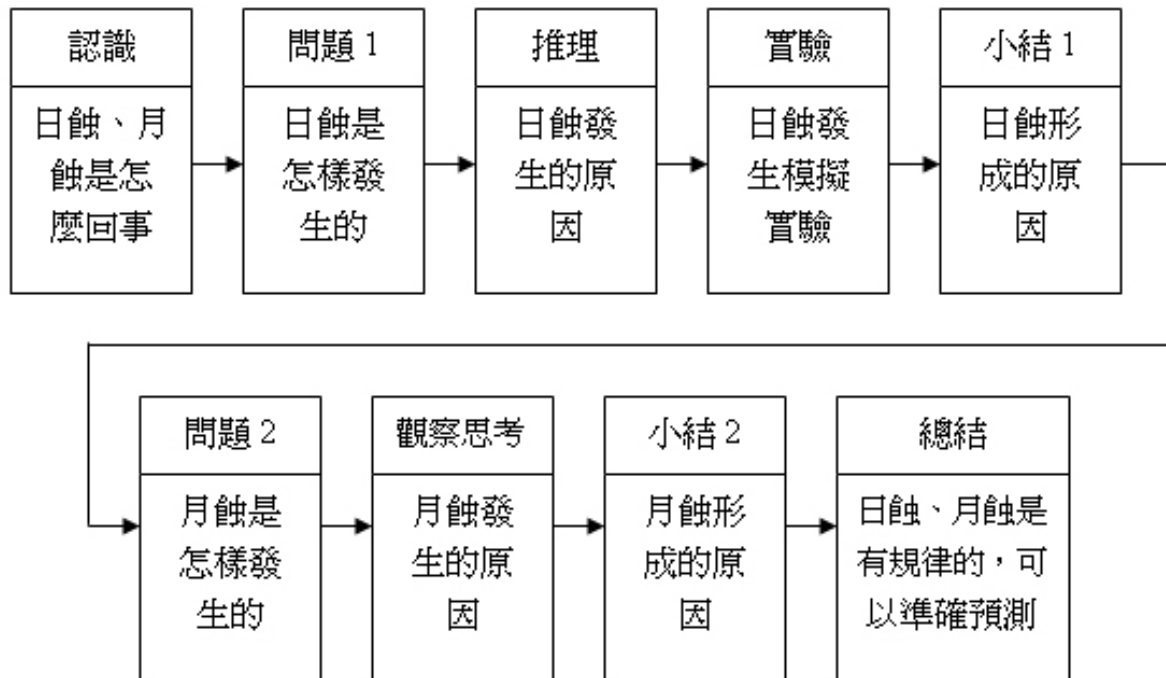 認識
日蝕、月
蝕是怎
麼回事
問題 1
日蝕是
怎樣發
生的
推理
日蝕發
生的原
因
實驗
日蝕發
生模擬
實驗
小結 1
日蝕形
成的原
因
問題 2
月蝕是
怎樣發
生的
觀察思考
月蝕發
生的原
因
小結 2
月蝕形
成的原
因
總結
日蝕、月蝕是
有規律的，可
以準確預測